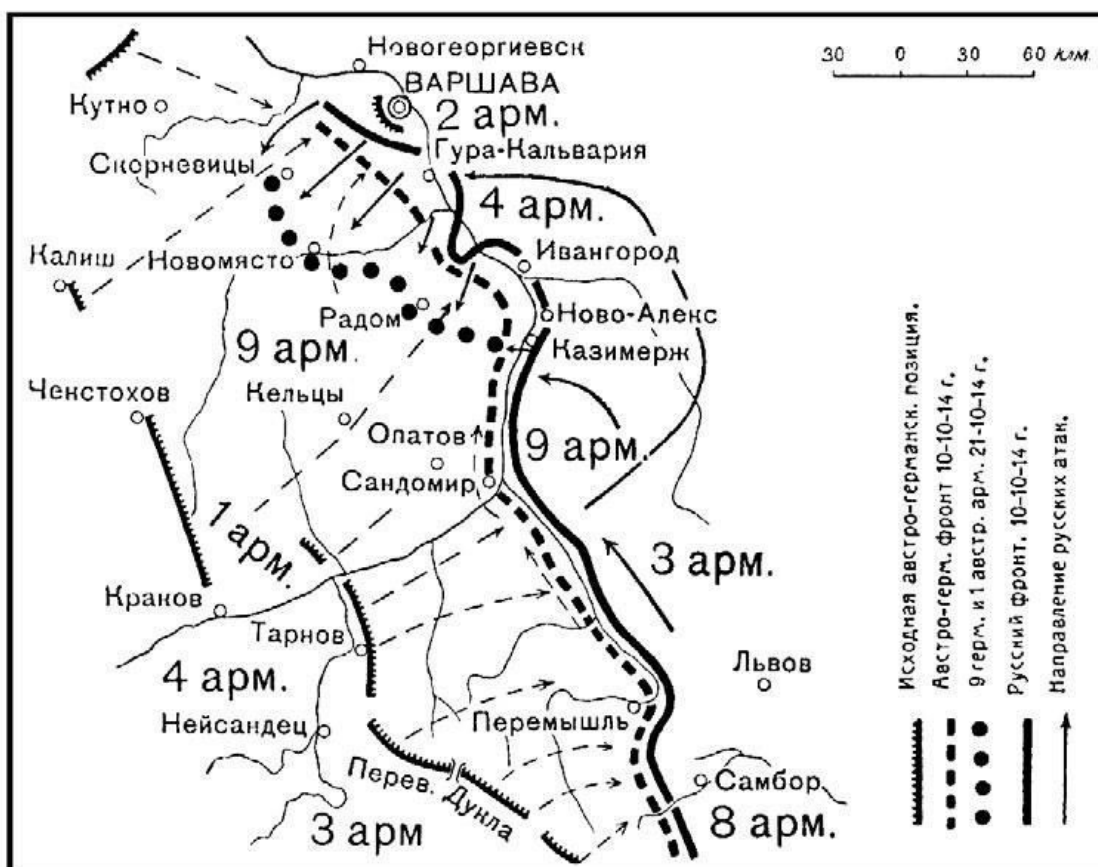 Новогеоргиевск
30 0 30 60 клм.
ВАРШАВА
Кутно
2 арм.
Гура-Кальвария
Скорневицы
4 арм.
Калиш
Новомясто
Ивангород
Радом
Ново-Алекс
Казимерж
9 арм.
Ченстохов
Кельцы
Опатов
9 арм.
Сандомир
1 арм.
3 арм.
Краков
Тарнов
4 арм.
Львов
Нейсандец
Перемышль
Перев. Дукла
Самбор
3 арм
8 арм.
Исходная австро-германск. позиция.
Австро-герм. фронт 10-10-14 г.
9 герм. и 1 австр. арм. 21-10-14 г.
Русский фронт. 10-10-14 г.
Направление русских атак.